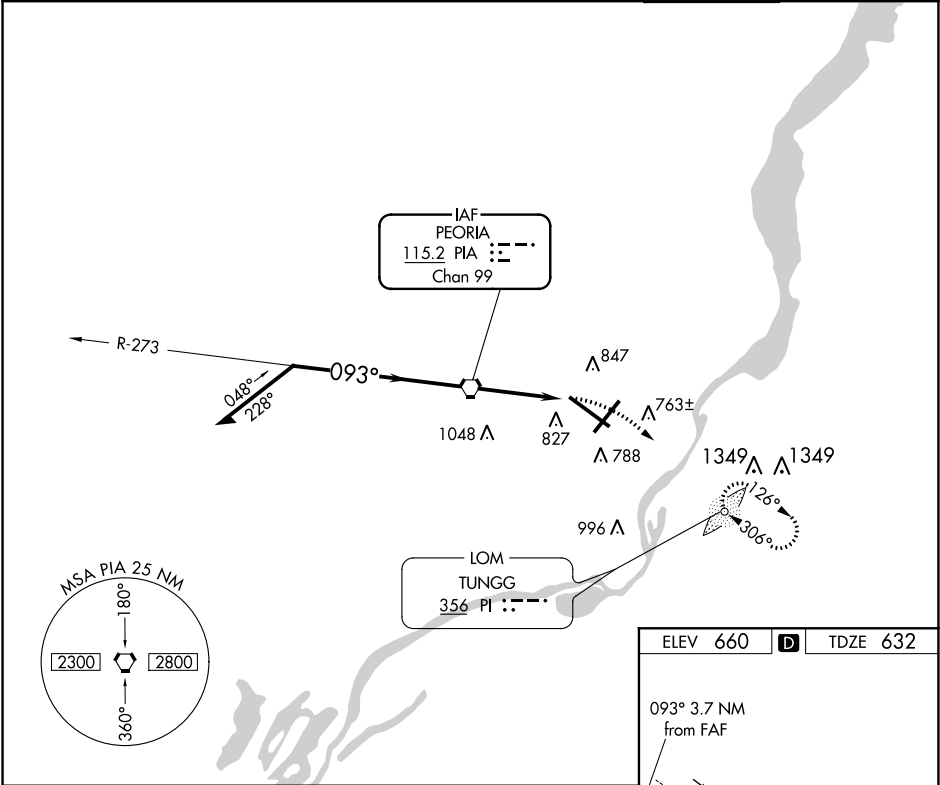 IAF
PEORIA
115.2 PIA
Chan 99
R-273
093°
048°
228°
847
763±
1048
827
788
1349 1349
126°
306°
996
LOM
TUNGG
356 PI
MSA PIA 25 NM
180°
2300 2800
360°
ELEV 660 D TDZE 632
093° 3.7 NM
from FAF